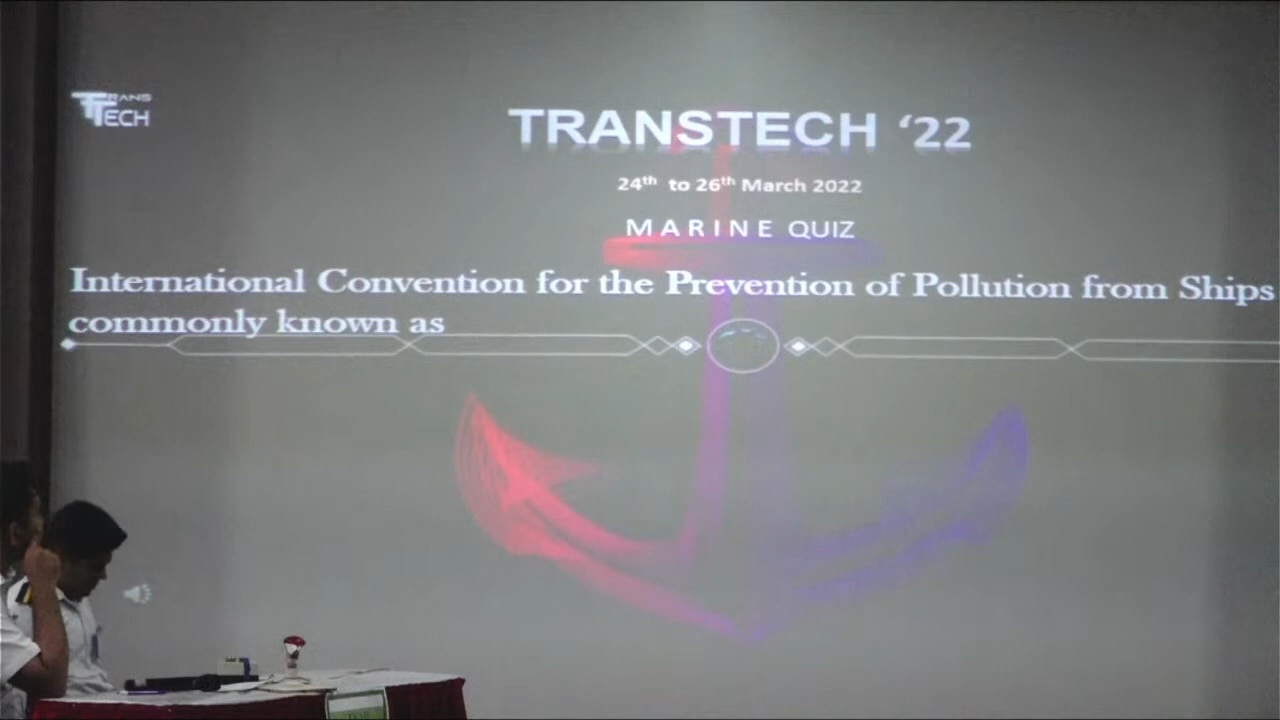 TRANS
TECH
TRANSTECH ‘22
24th to 26th March 2022
MARINE QUIZ
International Convention for the Prevention of Pollution from Ships
commonly known as